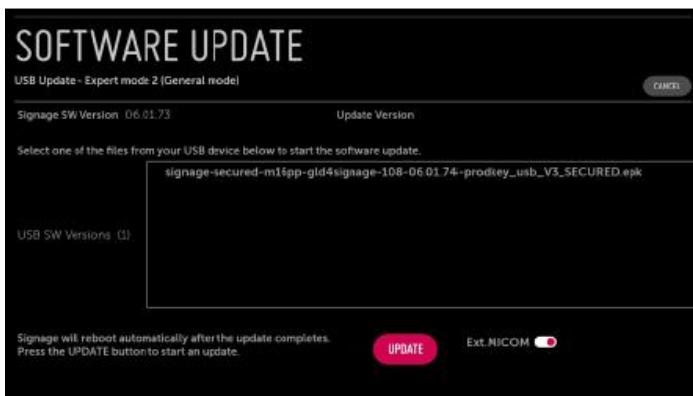 SOFTWARE UPDATE
USB Update - Expert mode 2 (General mode)
CANCEL
Signage SW Version 06.01.73
Update Version
Select one of the files from your USB device below to start the software update.
signage-secured-m16pp-gld4signage-108-06.01.74-prodkey_usb_V3_SECURED.epk
USB SW Versions (1)
Signage will reboot automatically after the update completes.
Press the UPDATE button to start an update.
UPDATE
Ext.MICOM